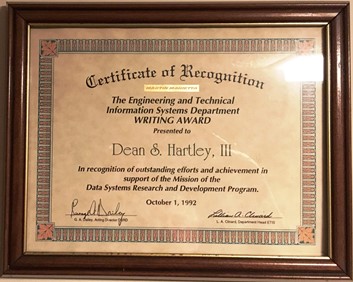 Certificate of Recognition
The Engineering and Technical
Information Systems Department
WRITING AWARD
Presented to
Dean S. Hartley, III
In recognition of outstanding efforts and achievement in
support of the Mission of the
Data Systems Research and Development Program.
October 1, 1992